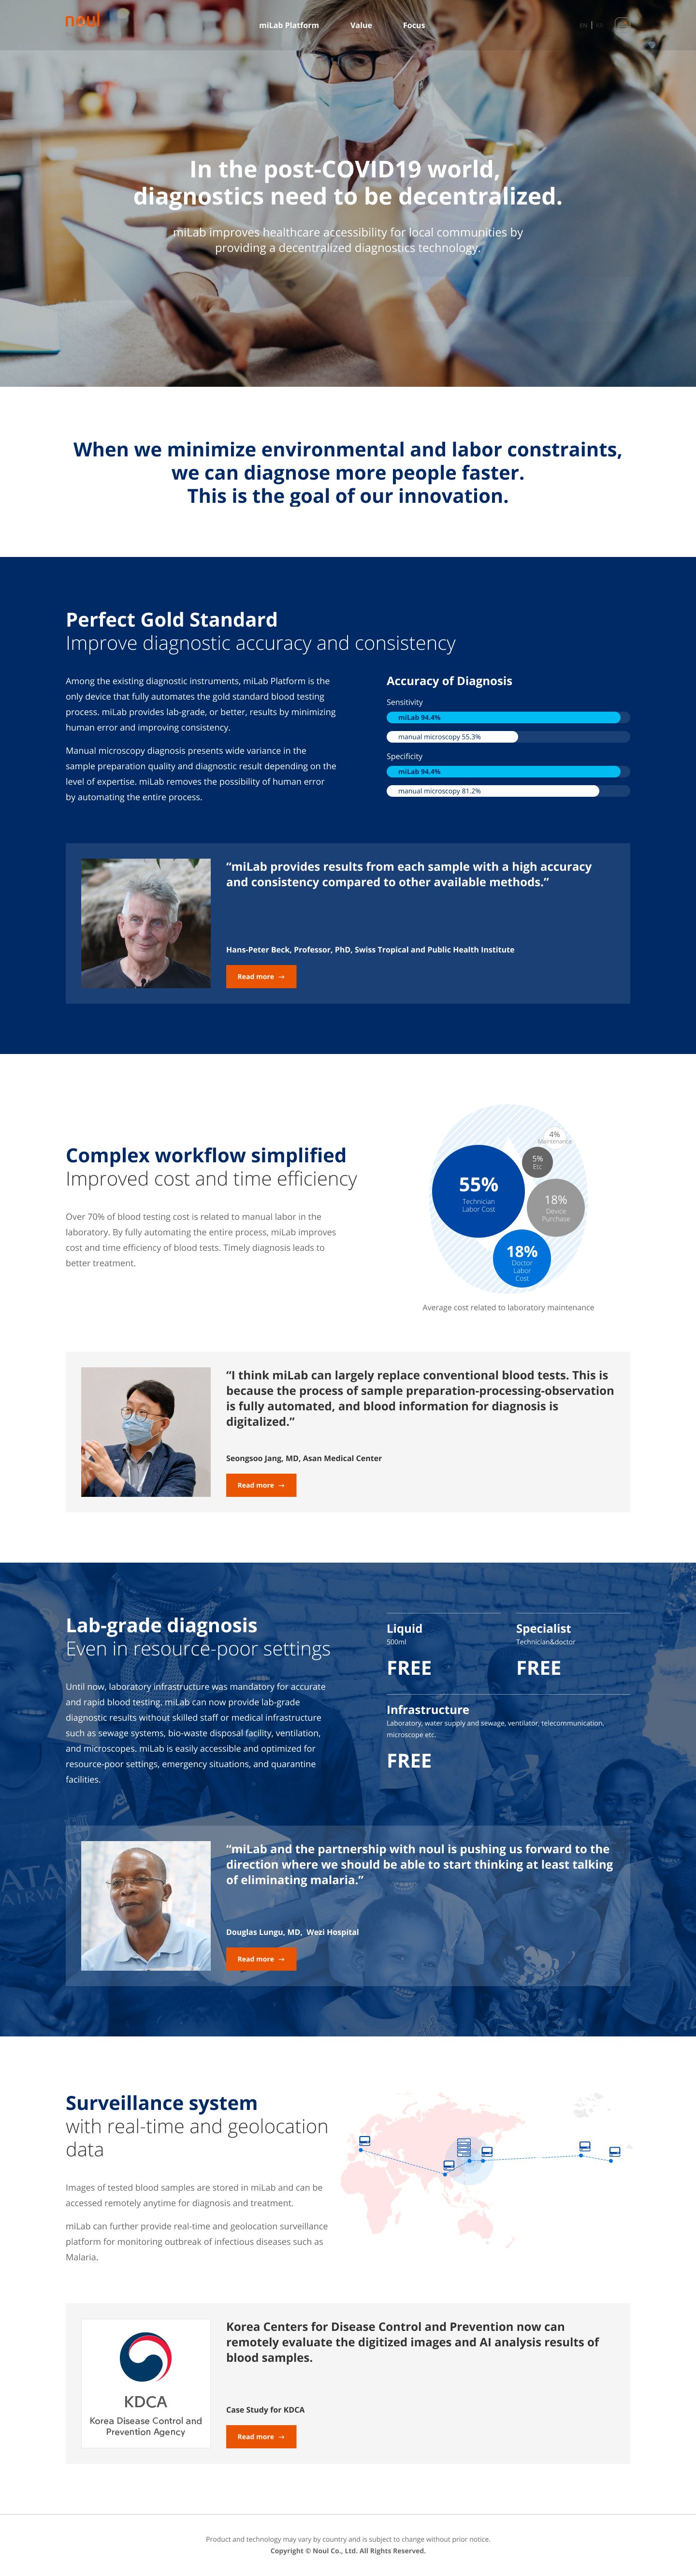 noul
miLab Platform
Value
Focus
EN
In the post-COVID19 world,
diagnostics need to be decentralized.
miLab improves healthcare accessibility for local communities by
providing a decentralized diagnostics technology.
When we minimize environmental and labor constraints,
we can diagnose more people faster.
This is the goal of our innovation.
Perfect Gold Standard
Improve diagnostic accuracy and consistency
Among the existing diagnostic instruments, miLab Platform is the
only device that fully automates the gold standard blood testing
process. miLab provides lab-grade, or better, results by minimizing
human error and improving consistency.
Manual microscopy diagnosis presents wide variance in the
sample preparation quality and diagnostic result depending on the
level of expertise. miLab removes the possibility of human error
by automating the entire process.
Accuracy of Diagnosis
Sensitivity
miLab 94.4%
manual microscopy 55.3%
Specificity
miLab 94.4%
manual microscopy 81.2%
“miLab provides results from each sample with a high accuracy
and consistency compared to other available methods.”
Hans-Peter Beck, Professor, PhD, Swiss Tropical and Public Health Institute
Read more →
Complex workflow simplified
Improved cost and time efficiency
Over 70% of blood testing cost is related to manual labor in the
laboratory. By fully automating the entire process, miLab improves
cost and time efficiency of blood tests. Timely diagnosis leads to
better treatment.
4%
Maintenance
5%
Etc
55%
Technician
Labor Cost
18%
Device
Purchase
18%
Doctor
Labor
Cost
Average cost related to laboratory maintenance
“I think miLab can largely replace conventional blood tests. This is
because the process of sample preparation-processing-observation
is fully automated, and blood information for diagnosis is
digitalized.”
Seongsoo Jang, MD, Asan Medical Center
Read more →
Lab-grade diagnosis
Even in resource-poor settings
Until now, laboratory infrastructure was mandatory for accurate
and rapid blood testing. miLab can now provide lab-grade
diagnostic results without skilled staff or medical infrastructure
such as sewage systems, bio-waste disposal facility, ventilation,
and microscopes. miLab is easily accessible and optimized for
resource-poor settings, emergency situations, and quarantine
facilities.
Liquid
500ml
FREE
Specialist
Technician&doctor
FREE
Infrastructure
Laboratory, water supply and sewage, ventilator, telecommunication,
microscope etc.
FREE
“miLab and the partnership with noul is pushing us forward to the
direction where we should be able to start thinking at least talking
of eliminating malaria.”
Douglas Lungu, MD, Wezi Hospital
Read more →
Surveillance system
with real-time and geolocation
data
Images of tested blood samples are stored in miLab and can be
accessed remotely anytime for diagnosis and treatment.
miLab can further provide real-time and geolocation surveillance
platform for monitoring outbreak of infectious diseases such as
Malaria.
KDCA
Korea Disease Control and
Prevention Agency
Korea Centers for Disease Control and Prevention now can
remotely evaluate the digitized images and AI analysis results of
blood samples.
Case Study for KDCA
Read more →
Product and technology may vary by country and is subject to change without prior notice.
Copyright © Noul Co., Ltd. All Rights Reserved.